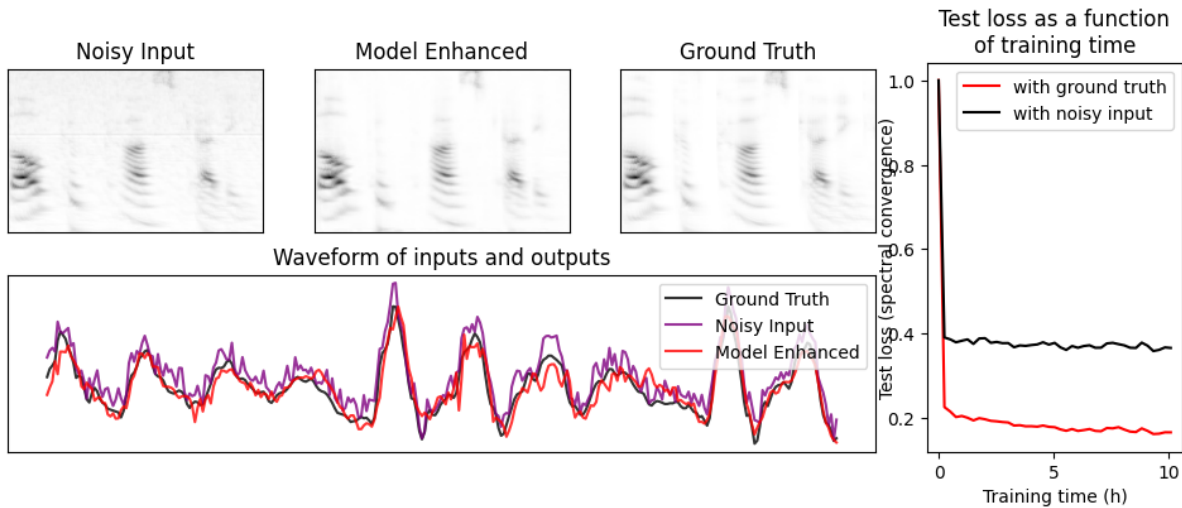 Noisy Input
Model Enhanced
Ground Truth
Waveform of inputs and outputs
Ground Truth
Noisy Input
Model Enhanced
Test loss as a function
of training time
with ground truth
with noisy input
Test loss (spectral convergence)
1.0
0.8
0.6
0.4
0.2
0
5
10
Training time (h)